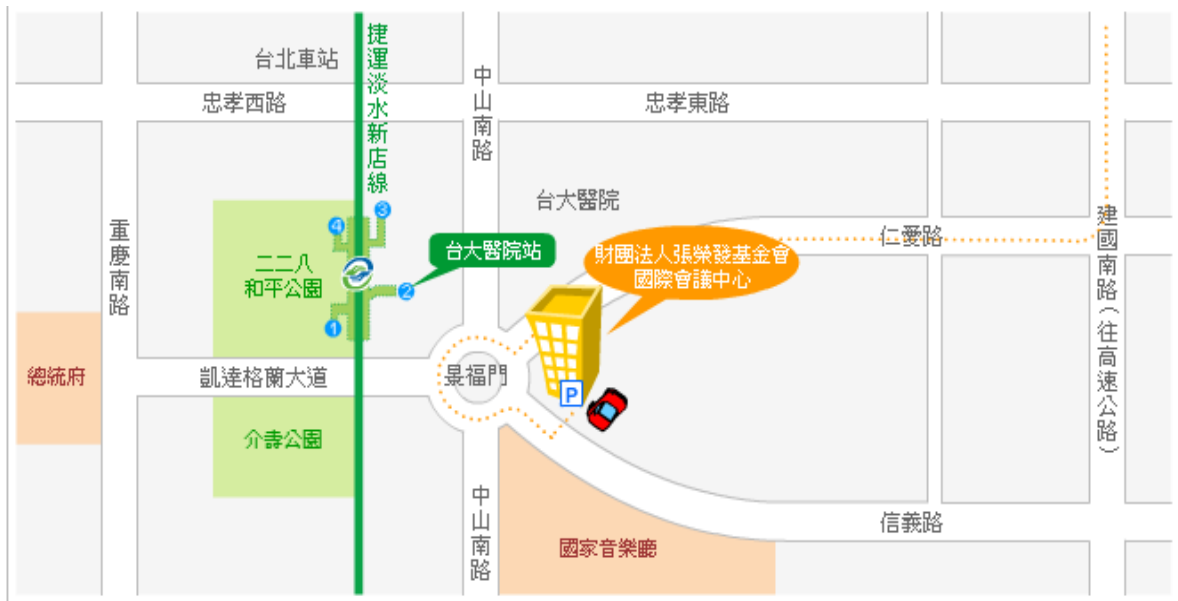 台北車站
捷運淡水新店線
中山南路
忠孝西路
忠孝東路
台大醫院
重慶南路
3
4
建國南路(往高速公路)
仁愛路
台大醫院站
財團法人張榮發基金會
國際會議中心
二二八
和平公園
2
1
總統府
凱達格蘭大道
景福門
P
介壽公園
中山南路
信義路
國家音樂廳